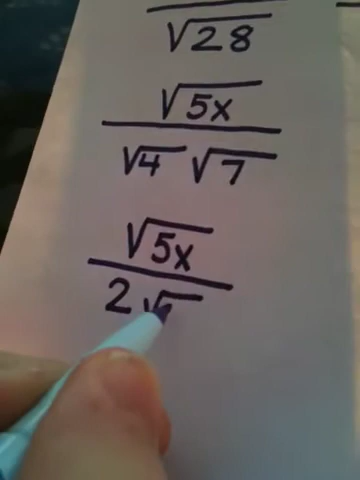 √28
√5x
√4 √7
√5x
2√